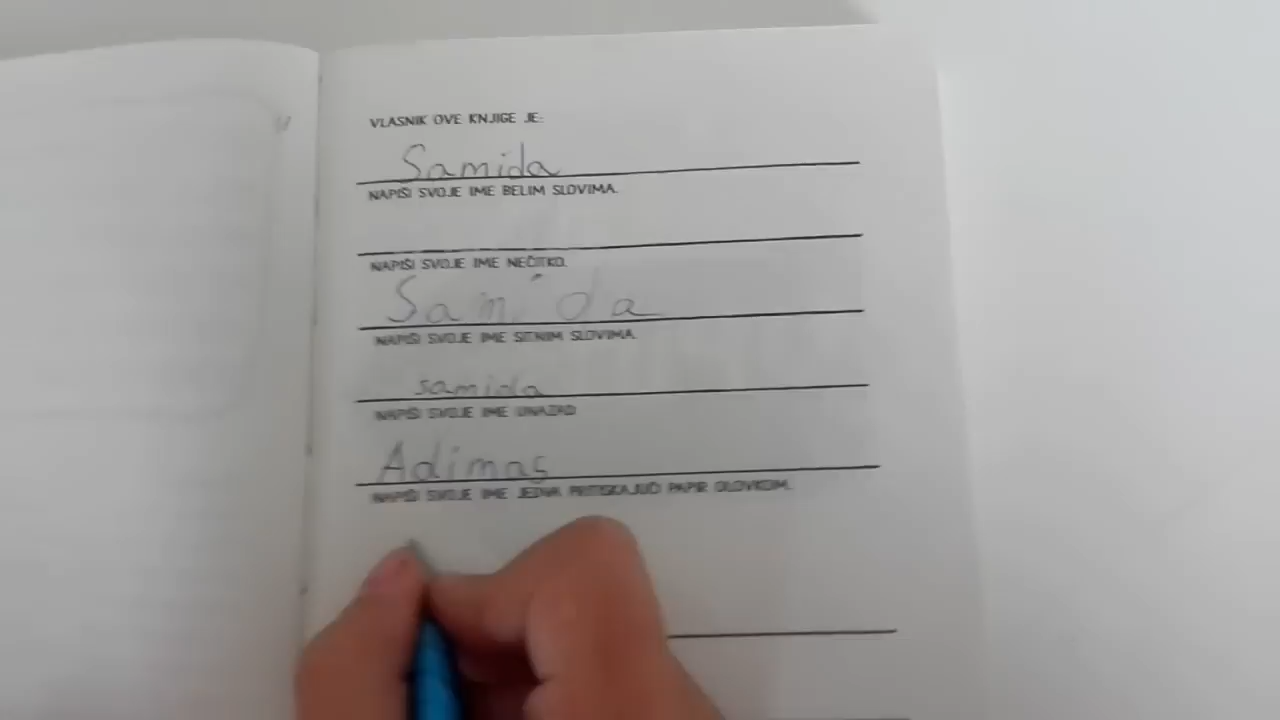 VLASNIK OVE KNJIGE JE:
Samida
NAPIŠI SVOJE IME BELIM SLOVIMA.
NAPIŠI SVOJE IME NEČITKO.
Samida
NAPIŠI SVOJE IME SITNIM SLOVIMA.
samida
NAPIŠI SVOJE IME UNAZAD
Adimas
NAPIŠI SVOJE IME JEDVA PRITISKAJUĆI PAPIR OLOVKOM.